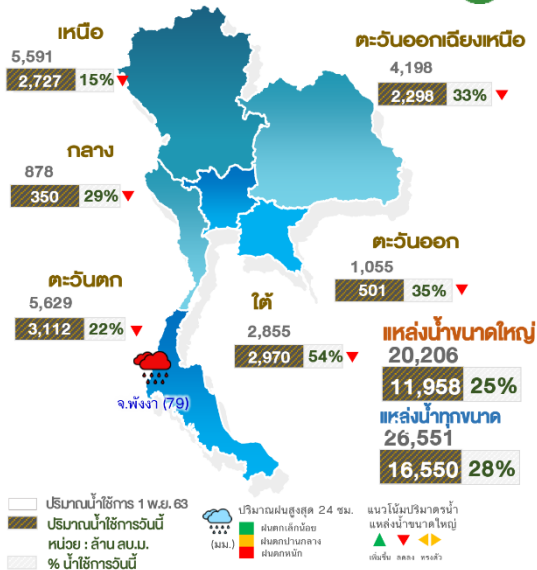 เหนือ
5,591
2,727 15%
ตะวันออกเฉียงเหนือ
4,198
2,298 33%
กลาง
878
350 29%
ตะวันออก
1,055
501 35%
ตะวันตก
5,629
3,112 22%
ใต้
2,855
2,970 54%
จ.พังงา (79)
แหล่งน้ำขนาดใหญ่
20,206
11,958 25%
แหล่งน้ำทุกขนาด
26,551
16,550 28%
ปริมาณน้ำใช้การ 1 พ.ย. 63
ปริมาณน้ำใช้การวันนี้
หน่วย : ล้าน ลบ.ม.
% น้ำใช้การวันนี้
ปริมาณฝนสูงสุด 24 ชม.
(มม.)
ฝนตกเล็กน้อย
ฝนตกปานกลาง
ฝนตกหนัก
แนวโน้มปริมาตรน้ำ
แหล่งน้ำขนาดใหญ่
เพิ่มขึ้น ลดลง ทรงตัว